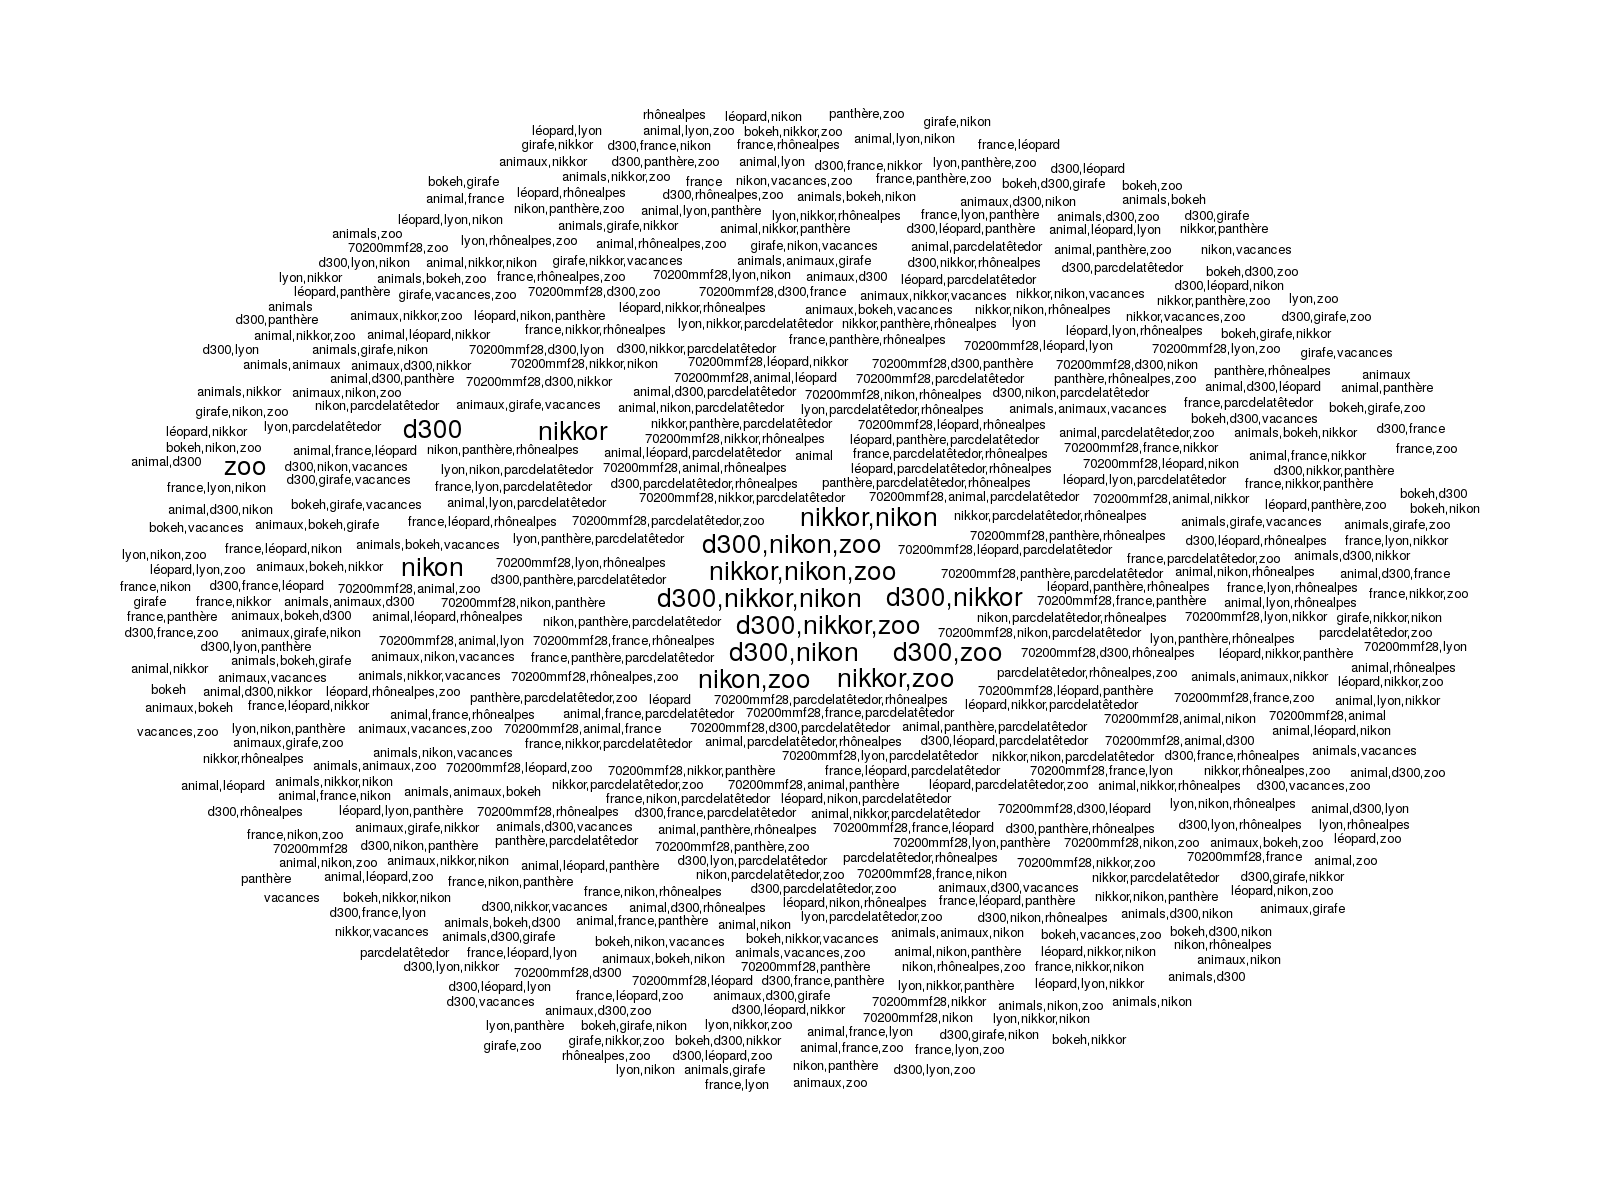 rhônealpes léopard,nikon panthère,zoo girafe,nikon
léopard,lyon animal,lyon,zoo bokeh,nikkor,zoo animal,lyon,nikon
girafe,nikkor d300,france,nikon france,rhônealpes france,léopard
animaux,nikkor d300,panthère,zoo animal,lyon d300,france,nikkor lyon,panthère,zoo d300,léopard
bokeh,girafe animals,nikkor,zoo france nikon,vacances,zoo france,panthère,zoo bokeh,d300,girafe bokeh,zoo
animal,france léopard,rhônealpes d300,rhônealpes,zoo animals,bokeh,nikon animaux,d300,nikon animals,bokeh
léopard,lyon,nikon nikon,panthère,zoo animal,lyon,panthère lyon,nikkor,rhônealpes france,lyon,panthère animals,d300,zoo d300,girafe
animals,zoo animals,girafe,nikkor animal,nikkor,panthère d300,léopard,panthère animal,léopard,lyon nikkor,panthère
70200mmf28,zoo lyon,rhônealpes,zoo animal,rhônealpes,zoo girafe,nikon,vacances animal,parcdelatêtedor animal,panthère,zoo nikon,vacances
d300,lyon,nikon animal,nikkor,nikon girafe,nikkor,vacances animals,animaux,girafe d300,nikkor,rhônealpes d300,parcdelatêtedor bokeh,d300,zoo
lyon,nikkor animals,bokeh,zoo france,rhônealpes,zoo 70200mmf28,lyon,nikon animaux,d300 léopard,parcdelatêtedor d300,léopard,nikon
léopard,panthère girafe,vacances,zoo 70200mmf28,d300,zoo 70200mmf28,d300,france animaux,nikkor,vacances nikkor,nikon,vacances nikkor,panthère,zoo lyon,zoo
animals animaux,nikkor,zoo léopard,nikon,panthère léopard,nikkor,rhônealpes animaux,bokeh,vacances nikkor,nikon,rhônealpes nikkor,vacances,zoo d300,girafe,zoo
d300,panthère animal,nikkor,zoo animal,léopard,nikkor france,nikkor,rhônealpes lyon,nikkor,parcdelatêtedor nikkor,panthère,rhônealpes lyon léopard,lyon,rhônealpes bokeh,girafe,nikkor
d300,lyon animals,girafe,nikon 70200mmf28,d300,lyon d300,nikkor,parcdelatêtedor france,panthère,rhônealpes 70200mmf28,léopard,lyon 70200mmf28,lyon,zoo girafe,vacances
animals,animaux animaux,d300,nikkor 70200mmf28,nikkor,nikon 70200mmf28,léopard,nikkor 70200mmf28,d300,panthère 70200mmf28,d300,nikon panthère,rhônealpes animaux
animal,d300,panthère 70200mmf28,d300,nikkor 70200mmf28,animal,léopard 70200mmf28,parcdelatêtedor panthère,rhônealpes,zoo animal,d300,léopard animal,panthère
animals,nikkor animaux,nikon,zoo animal,d300,parcdelatêtedor 70200mmf28,nikon,rhônealpes d300,nikon,parcdelatêtedor france,parcdelatêtedor bokeh,girafe,zoo
girafe,nikon,zoo nikon,parcdelatêtedor animaux,girafe,vacances animal,nikon,parcdelatêtedor lyon,parcdelatêtedor,rhônealpes animals,animaux,vacances bokeh,d300,vacances
léopard,nikkor lyon,parcdelatêtedor d300 nikkor nikkor,panthère,parcdelatêtedor 70200mmf28,léopard,rhônealpes animal,parcdelatêtedor,zoo animals,bokeh,nikkor d300,france
bokeh,nikon,zoo animal,france,léopard nikon,panthère,rhônealpes 70200mmf28,nikkor,rhônealpes léopard,panthère,parcdelatêtedor 70200mmf28,france,nikkor france,zoo
animal,d300 zoo d300,nikon,vacances lyon,nikon,parcdelatêtedor animal,léopard,parcdelatêtedor animal france,parcdelatêtedor,rhônealpes 70200mmf28,léopard,nikon animal,france,nikkor
d300,girafe,vacances 70200mmf28,animal,rhônealpes léopard,parcdelatêtedor,rhônealpes d300,nikkor,panthère
france,lyon,nikon france,lyon,parcdelatêtedor d300,parcdelatêtedor,rhônealpes panthère,parcdelatêtedor,rhônealpes léopard,lyon,parcdelatêtedor france,nikkor,panthère
animal,d300,nikon bokeh,girafe,vacances animal,lyon,parcdelatêtedor 70200mmf28,nikkor,parcdelatêtedor 70200mmf28,animal,parcdelatêtedor 70200mmf28,animal,nikkor léopard,panthère,zoo bokeh,d300
bokeh,nikon
bokeh,vacances animaux,bokeh,girafe france,léopard,rhônealpes 70200mmf28,parcdelatêtedor,zoo nikkor,nikon nikkor,parcdelatêtedor,rhônealpes animals,girafe,vacances animals,girafe,zoo
lyon,nikon,zoo france,léopard,nikon animals,bokeh,vacances lyon,panthère,parcdelatêtedor d300,nikon,zoo 70200mmf28,léopard,parcdelatêtedor 70200mmf28,panthère,rhônealpes d300,léopard,rhônealpes france,lyon,nikkor
léopard,lyon,zoo animaux,bokeh,nikkor nikon 70200mmf28,lyon,rhônealpes nikkor,nikon,zoo france,parcdelatêtedor,zoo animals,d300,nikkor
france,nikon d300,france,léopard 70200mmf28,animal,zoo d300,panthère,parcdelatêtedor 70200mmf28,panthère,parcdelatêtedor animal,nikon,rhônealpes animal,d300,france
girafe france,nikkor animals,animaux,d300 70200mmf28,nikon,panthère d300,nikkor,nikon d300,nikkor léopard,panthère,rhônealpes france,lyon,rhônealpes france,nikkor,zoo
70200mmf28,france,panthère animal,lyon,rhônealpes
france,panthère animaux,bokeh,d300 animal,léopard,rhônealpes nikon,panthère,parcdelatêtedor d300,nikkor,zoo nikon,parcdelatêtedor,rhônealpes 70200mmf28,lyon,nikkor girafe,nikkor,nikon
d300,france,zoo animaux,girafe,nikon 70200mmf28,animal,lyon 70200mmf28,france,rhônealpes 70200mmf28,nikon,parcdelatêtedor lyon,panthère,rhônealpes parcdelatêtedor,zoo
d300,lyon,panthère animals,bokeh,girafe animaux,nikon,vacances france,panthère,parcdelatêtedor d300,nikon d300,zoo 70200mmf28,d300,rhônealpes léopard,nikkor,panthère 70200mmf28,lyon
animal,nikkor animaux,vacances animals,nikkor,vacances 70200mmf28,rhônealpes,zoo nikon,zoo nikkor,zoo parcdelatêtedor,rhônealpes,zoo animals,animaux,nikkor animal,rhônealpes
léopard,nikkor,zoo
bokeh animal,d300,nikkor léopard,rhônealpes,zoo panthère,parcdelatêtedor,zoo léopard 70200mmf28,parcdelatêtedor,rhônealpes 70200mmf28,léopard,panthère 70200mmf28,france,zoo animal,lyon,nikkor
animaux,bokeh france,léopard,nikkor animal,france,rhônealpes animal,france,parcdelatêtedor 70200mmf28,france,parcdelatêtedor léopard,nikkor,parcdelatêtedor 70200mmf28,animal,nikon 70200mmf28,animal
vacances,zoo lyon,nikon,panthère animaux,vacances,zoo 70200mmf28,animal,france 70200mmf28,d300,parcdelatêtedor animal,panthère,parcdelatêtedor animal,léopard,nikon
animaux,girafe,zoo animals,nikon,vacances france,nikkor,parcdelatêtedor animal,parcdelatêtedor,rhônealpes d300,léopard,parcdelatêtedor 70200mmf28,animal,d300 animals,vacances
nikkor,rhônealpes animals,animaux,zoo 70200mmf28,léopard,zoo 70200mmf28,nikkor,panthère 70200mmf28,lyon,parcdelatêtedor nikkor,nikon,parcdelatêtedor d300,france,rhônealpes
france,léopard,parcdelatêtedor 70200mmf28,france,lyon nikkor,rhônealpes,zoo animal,d300,zoo
animal,léopard animals,nikkor,nikon animals,animaux,bokeh nikkor,parcdelatêtedor,zoo 70200mmf28,animal,panthère léopard,parcdelatêtedor,zoo animal,nikkor,rhônealpes d300,vacances,zoo
animal,france,nikon france,nikon,parcdelatêtedor léopard,nikon,parcdelatêtedor
d300,rhônealpes léopard,lyon,panthère 70200mmf28,rhônealpes d300,france,parcdelatêtedor animal,nikkor,parcdelatêtedor 70200mmf28,d300,léopard lyon,nikon,rhônealpes animal,d300,lyon
france,nikon,zoo animaux,girafe,nikkor animals,d300,vacances animal,panthère,rhônealpes 70200mmf28,france,léopard d300,panthère,rhônealpes d300,lyon,rhônealpes lyon,rhônealpes
70200mmf28 d300,nikon,panthère panthère,parcdelatêtedor 70200mmf28,panthère,zoo 70200mmf28,lyon,panthère 70200mmf28,nikon,zoo animaux,bokeh,zoo léopard,zoo
animal,nikon,zoo animaux,nikkor,nikon animal,léopard,panthère d300,lyon,parcdelatêtedor parcdelatêtedor,rhônealpes 70200mmf28,nikkor,zoo 70200mmf28,france animal,zoo
panthère animal,léopard,zoo france,nikon,panthère nikon,parcdelatêtedor,zoo 70200mmf28,france,nikon nikkor,parcdelatêtedor d300,girafe,nikkor
vacances bokeh,nikkor,nikon france,nikon,rhônealpes d300,parcdelatêtedor,zoo animaux,d300,vacances nikkor,nikon,panthère léopard,nikon,zoo
d300,france,lyon d300,nikkor,vacances animal,d300,rhônealpes léopard,nikon,rhônealpes france,léopard,panthère animals,d300,nikon animaux,girafe
nikkor,vacances animals,bokeh,d300 animal,france,panthère animal,nikon lyon,parcdelatêtedor,zoo d300,nikon,rhônealpes
animals,d300,girafe bokeh,nikon,vacances bokeh,nikkor,vacances animals,animaux,nikon bokeh,vacances,zoo bokeh,d300,nikon
parcdelatêtedor france,léopard,lyon animaux,bokeh,nikon animals,vacances,zoo animal,nikon,panthère léopard,nikkor,nikon nikon,rhônealpes
d300,lyon,nikkor 70200mmf28,d300 70200mmf28,panthère nikon,rhônealpes,zoo france,nikkor,nikon animaux,nikon
d300,léopard,lyon 70200mmf28,léopard d300,france,panthère lyon,nikkor,panthère léopard,lyon,nikkor animals,d300
d300,vacances france,léopard,zoo animaux,d300,girafe 70200mmf28,nikkor animals,nikon,zoo animals,nikon
animaux,d300,zoo d300,léopard,nikkor 70200mmf28,nikon lyon,nikkor,nikon
lyon,panthère bokeh,girafe,nikon lyon,nikkor,zoo animal,france,lyon d300,girafe,nikon
girafe,zoo girafe,nikkor,zoo bokeh,d300,nikkor animal,france,zoo france,lyon,zoo bokeh,nikkor
rhônealpes,zoo d300,léopard,zoo
lyon,nikon animals,girafe nikon,panthère d300,lyon,zoo
france,lyon animaux,zoo